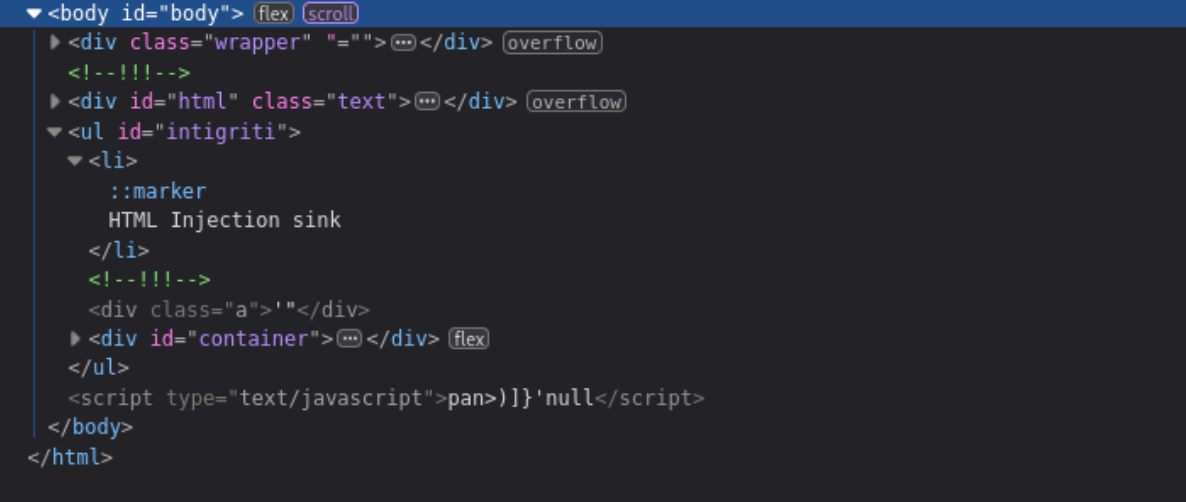 <body id="body"> flex scroll
<div class="wrapper" "=""> ⋯ </div> overflow
<!--!!!-->
<div id="html" class="text"> ⋯ </div> overflow
<ul id="intigriti">
<li>
::marker
HTML Injection sink
</li>
<!--!!!-->
<div class="a">'"</div>
<div id="container"> ⋯ </div> flex
</ul>
<script type="text/javascript">pan>)]}'null</script>
</body>
</html>